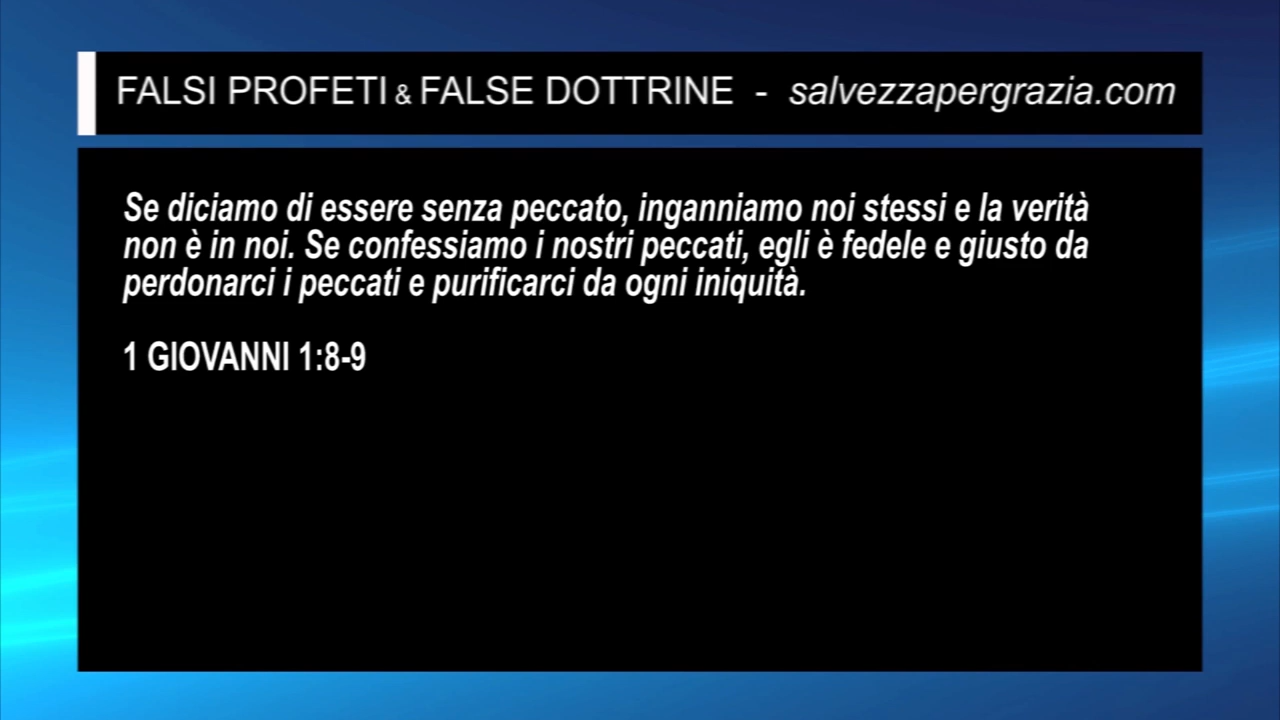 FALSI PROFETI & FALSE DOTTRINE - salvezzapergrazia.com
Se diciamo di essere senza peccato, inganniamo noi stessi e la verità
non è in noi. Se confessiamo i nostri peccati, egli è fedele e giusto da
perdonarci i peccati e purificarci da ogni iniquità.
1 GIOVANNI 1:8-9